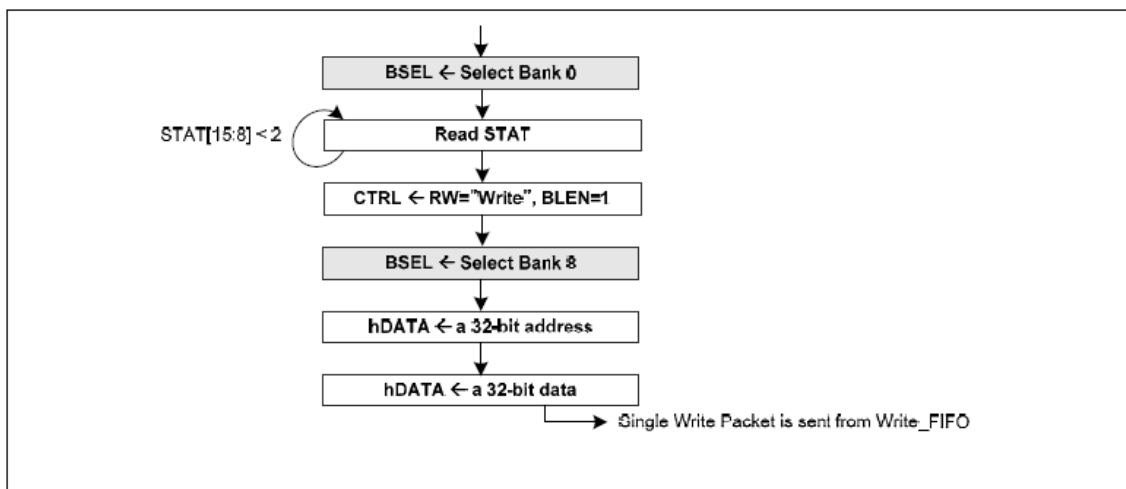 BSEL ← Select Bank 0
STAT[15:8] < 2
Read STAT
CTRL ← RW="Write", BLEN=1
BSEL ← Select Bank 8
hDATA ← a 32-bit address
hDATA ← a 32-bit data
Single Write Packet is sent from Write_FIFO